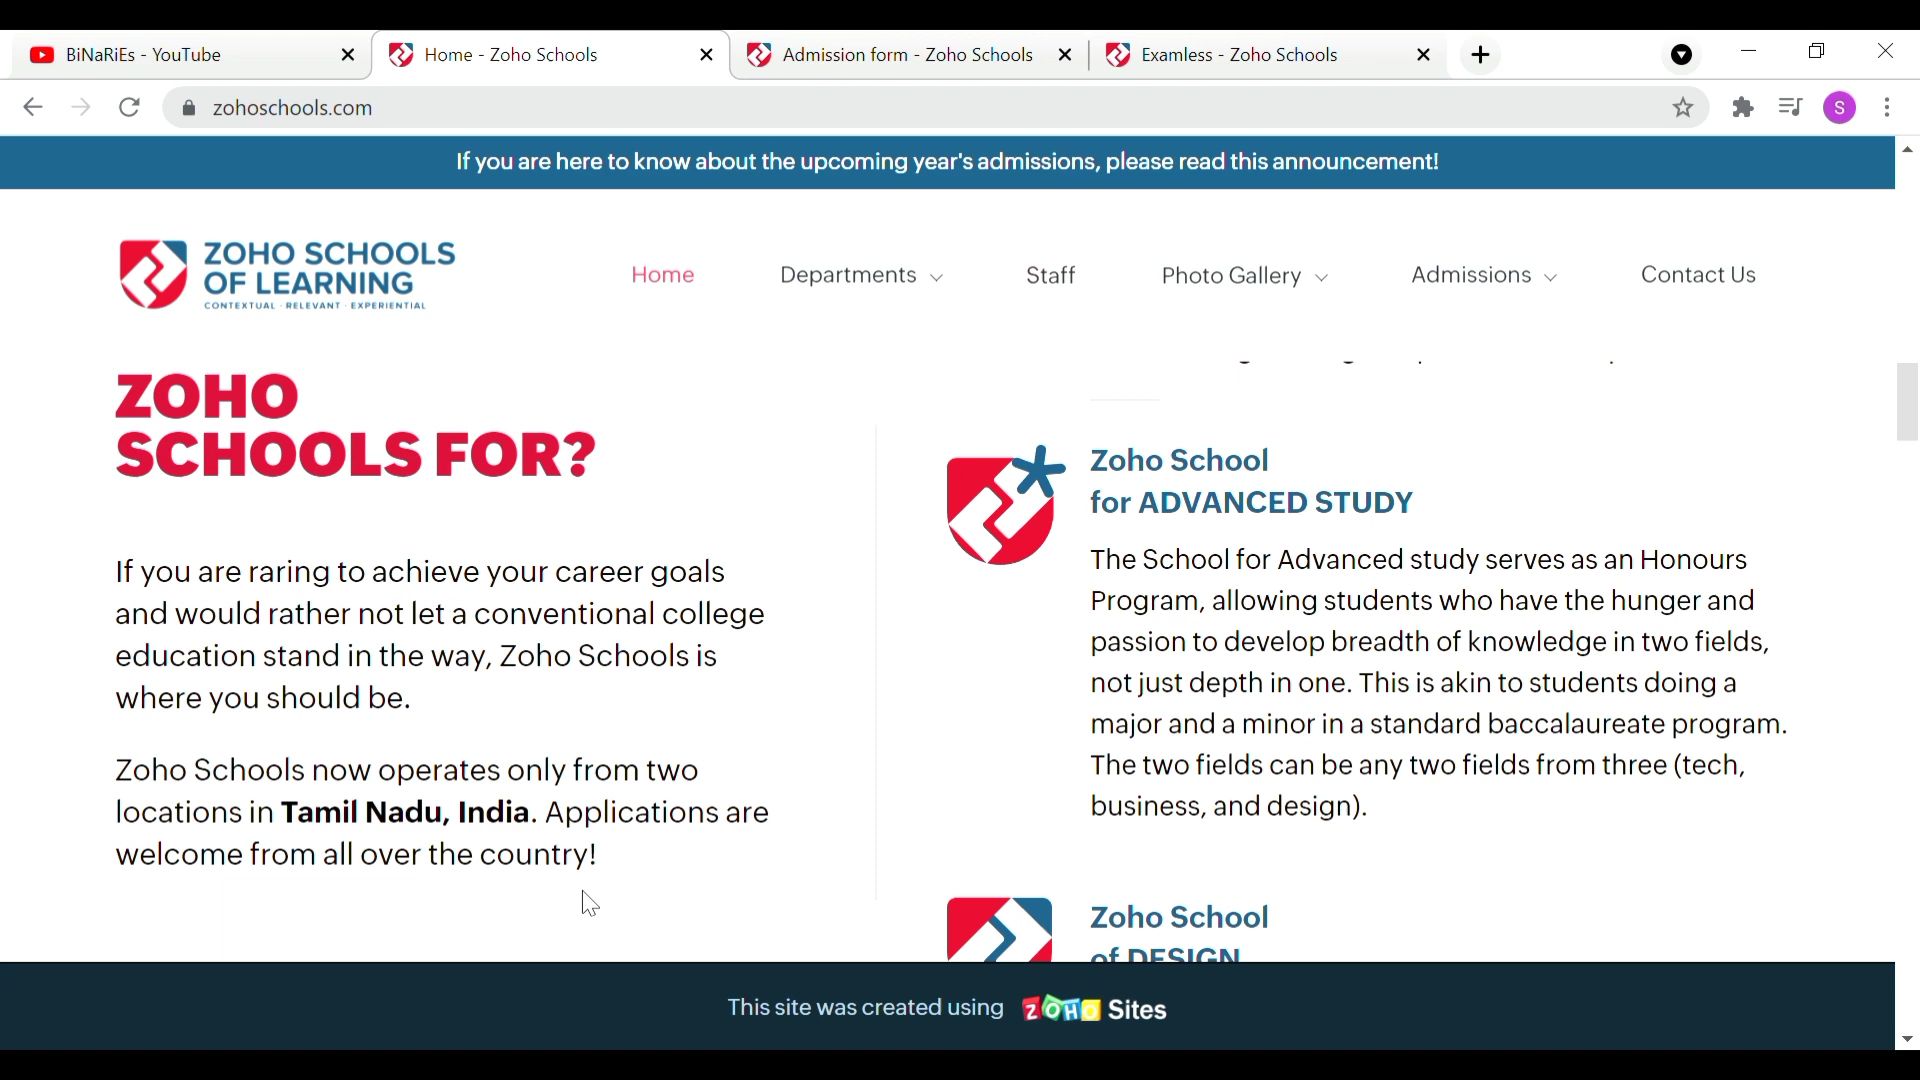 BiNaRiEs - YouTube
Home - Zoho Schools
Admission form - Zoho Schools
Examless - Zoho Schools
zohoschools.com
S
If you are here to know about the upcoming year's admissions, please read this announcement!
ZOHO SCHOOLS
OF LEARNING
CONTEXTUAL · RELEVANT · EXPERIENTIAL
Home
Departments
Staff
Photo Gallery
Admissions
Contact Us
ZOHO
SCHOOLS FOR?
If you are raring to achieve your career goals
and would rather not let a conventional college
education stand in the way, Zoho Schools is
where you should be.
Zoho Schools now operates only from two
locations in Tamil Nadu, India. Applications are
welcome from all over the country!
Zoho School
for ADVANCED STUDY
The School for Advanced study serves as an Honours
Program, allowing students who have the hunger and
passion to develop breadth of knowledge in two fields,
not just depth in one. This is akin to students doing a
major and a minor in a standard baccalaureate program.
The two fields can be any two fields from three (tech,
business, and design).
Zoho School
of DESIGN
This site was created using ZOHO Sites